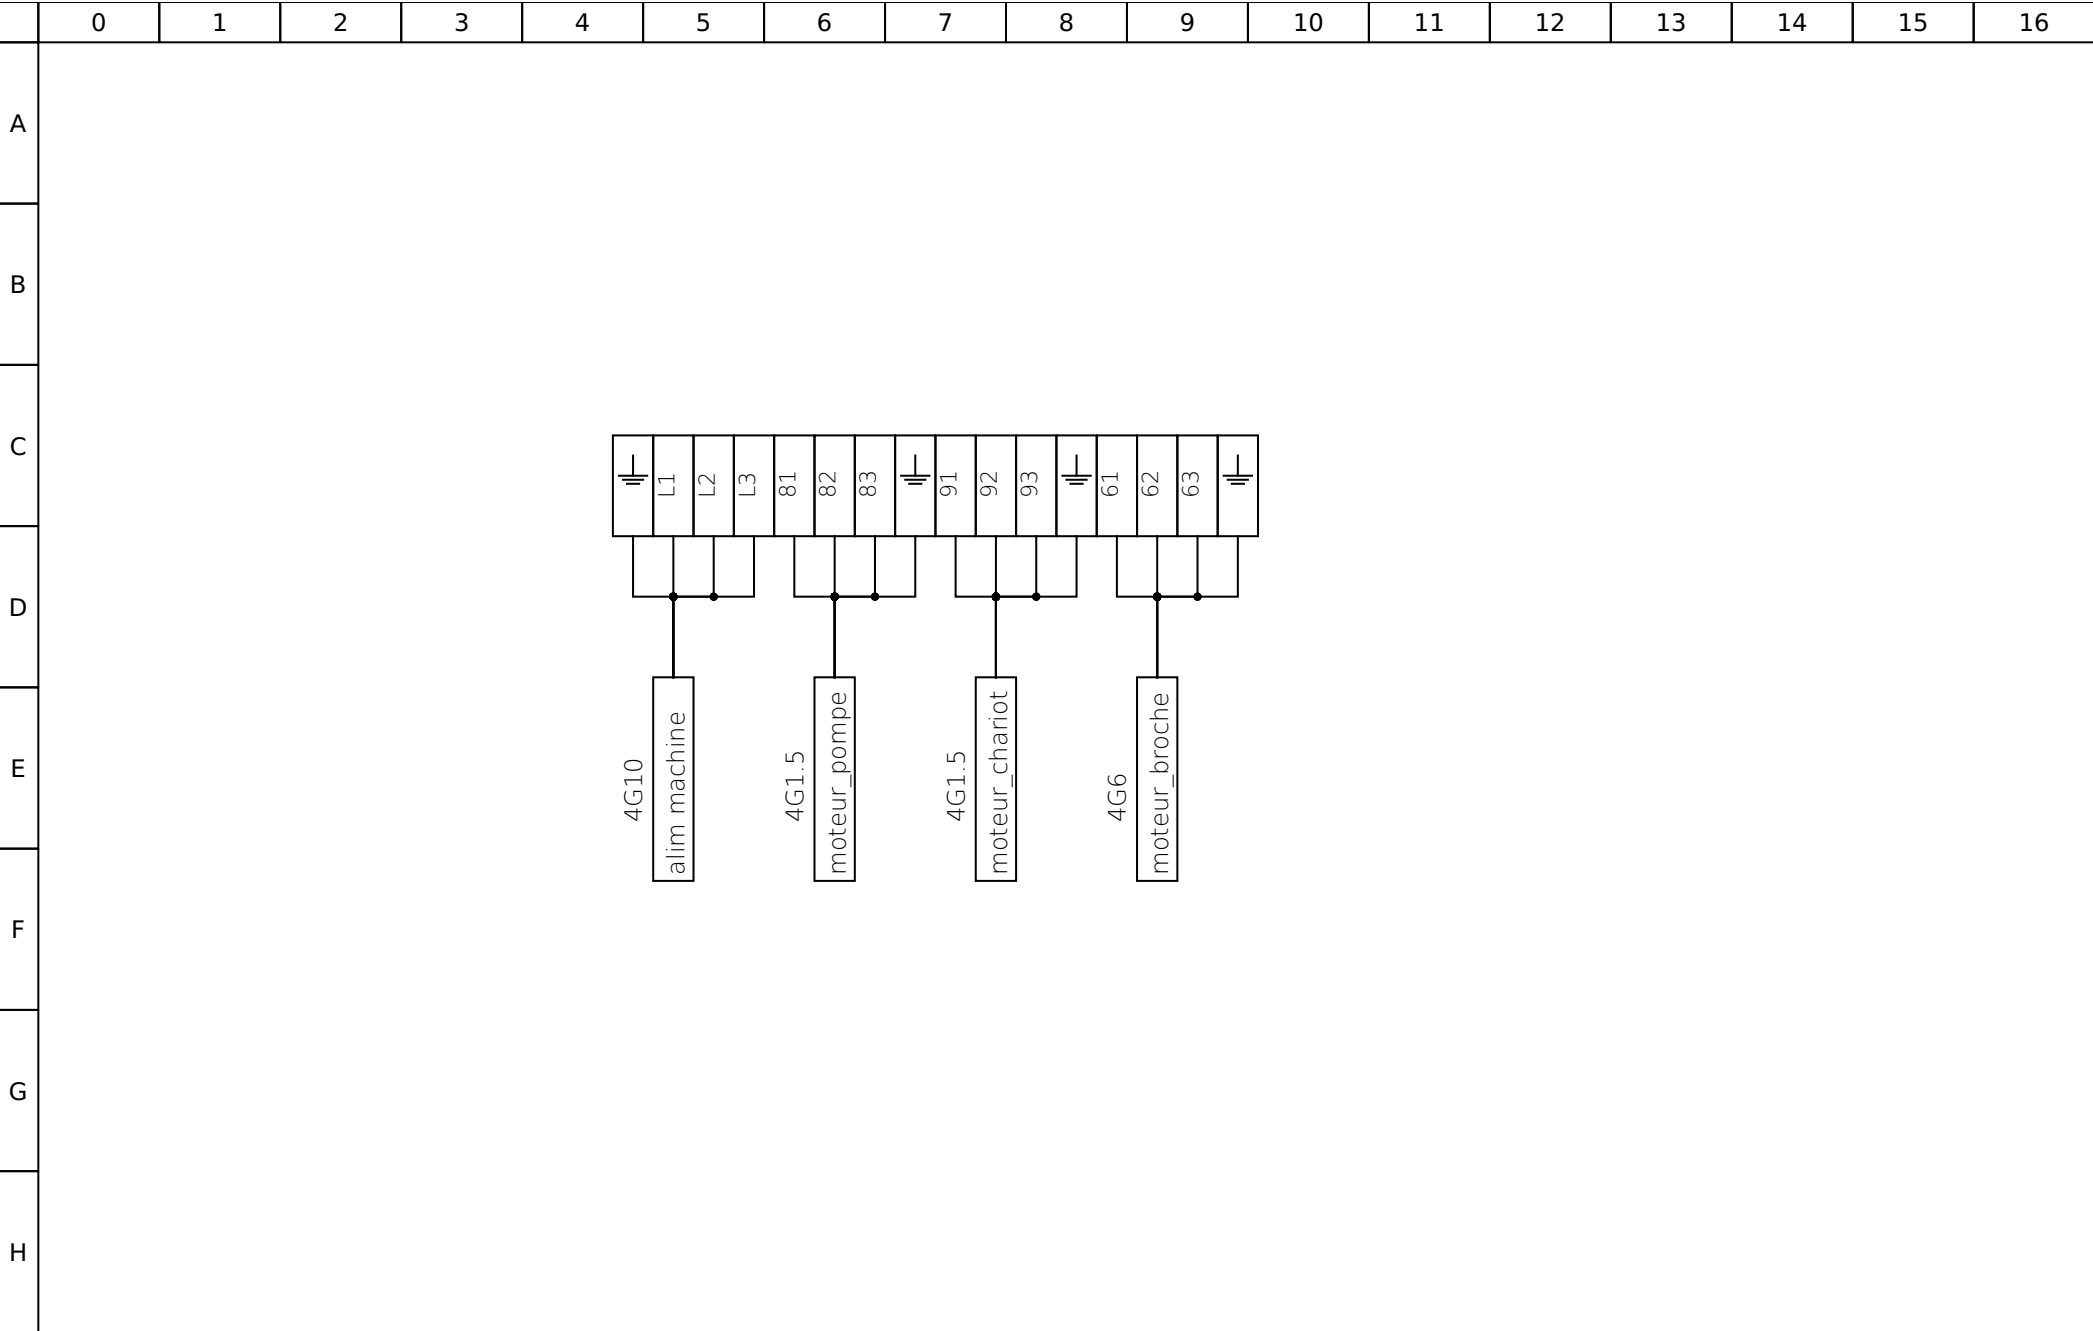 0 1 2 3 4 5 6 7 8 9 10 11 12 13 14 15 16
A
B
C
D
E
F
G
H
L1 L2 L3 81 82 83 91 92 93 61 62 63
4G10
alim machine
4G1.5
moteur_pompe
4G1.5
moteur_chariot
4G6
moteur_broche